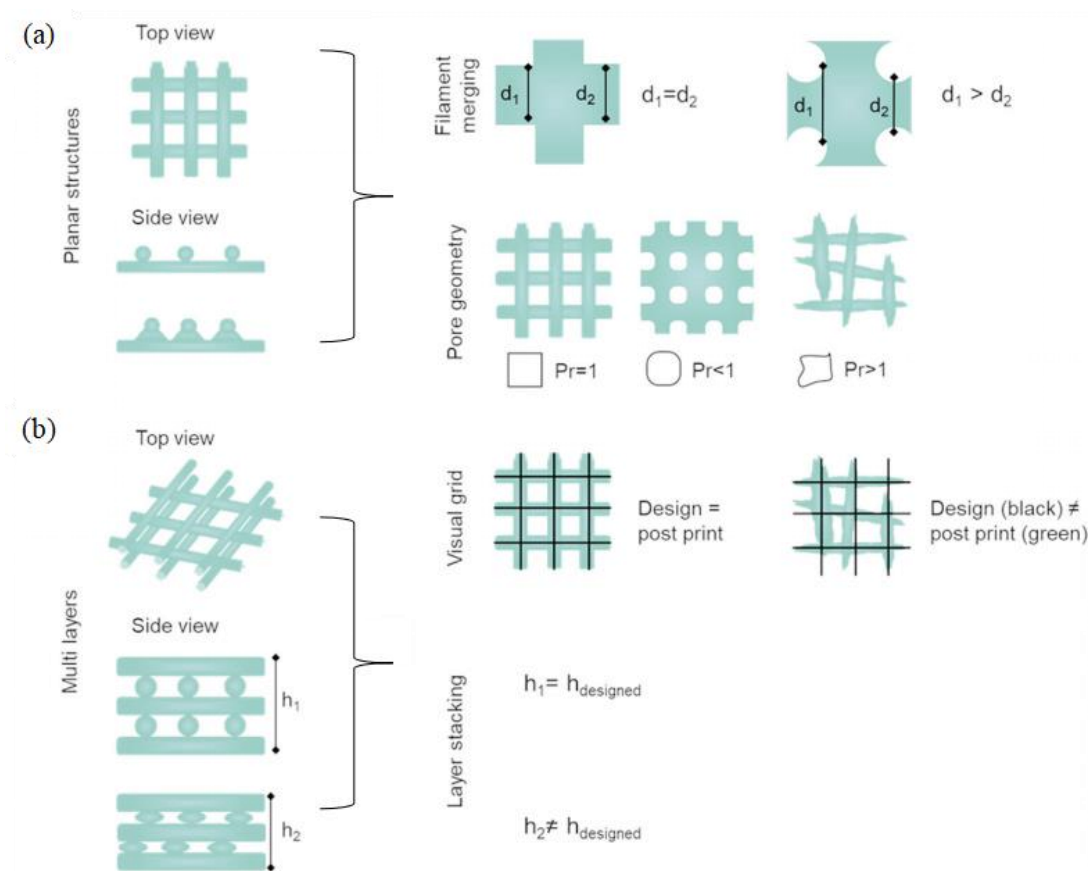 (a)
Top view
Planar structures
Side view
Filament
merging
d₁
d₂
d₁=d₂
d₁
d₂
d₁ > d₂
Pore geometry
Pr=1
Pr<1
Pr>1
(b)
Top view
Multi layers
Side view
h₁
h₂
Visual grid
Design =
post print
Design (black) ≠
post print (green)
Layer stacking
h₁= h_designed
h₂≠ h_designed